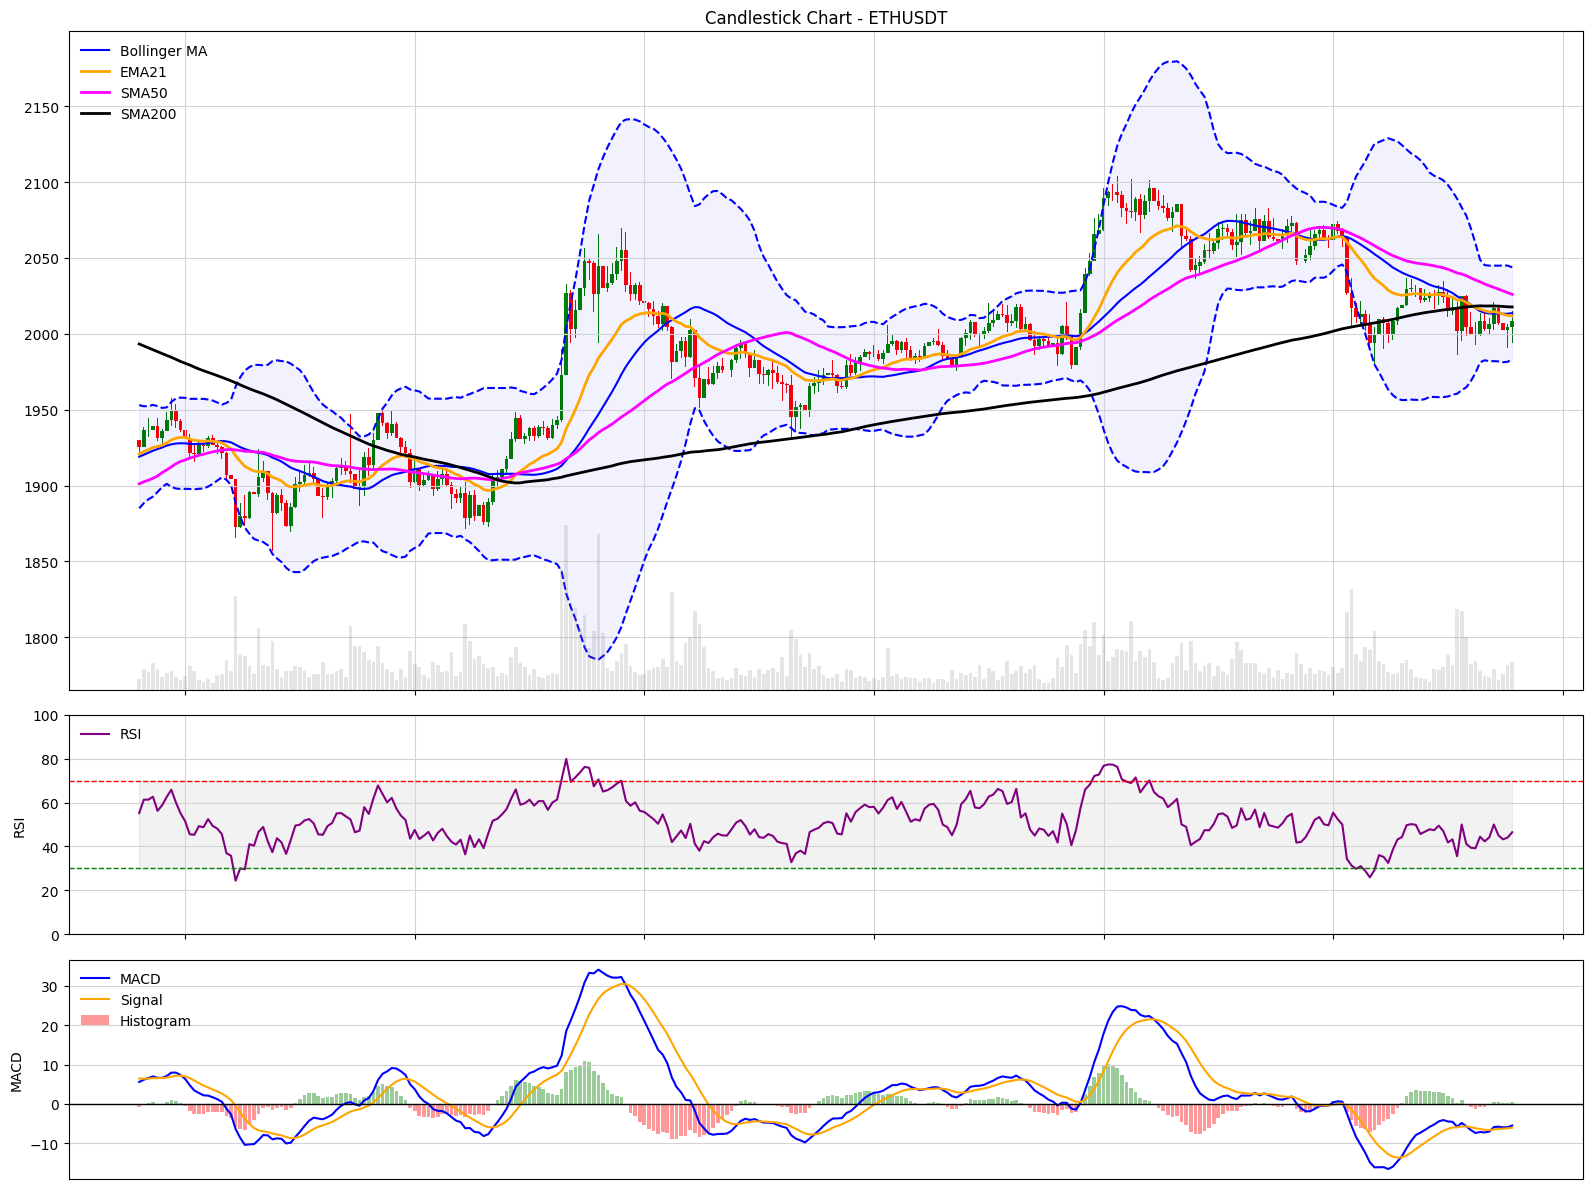 Candlestick Chart - ETHUSDT
Bollinger MA
EMA21
SMA50
SMA200
2150
2100
2050
2000
1950
1900
1850
1800
RSI
100
80
60
40
20
0
RSI
MACD
Signal
Histogram
30
20
10
0
−10
MACD